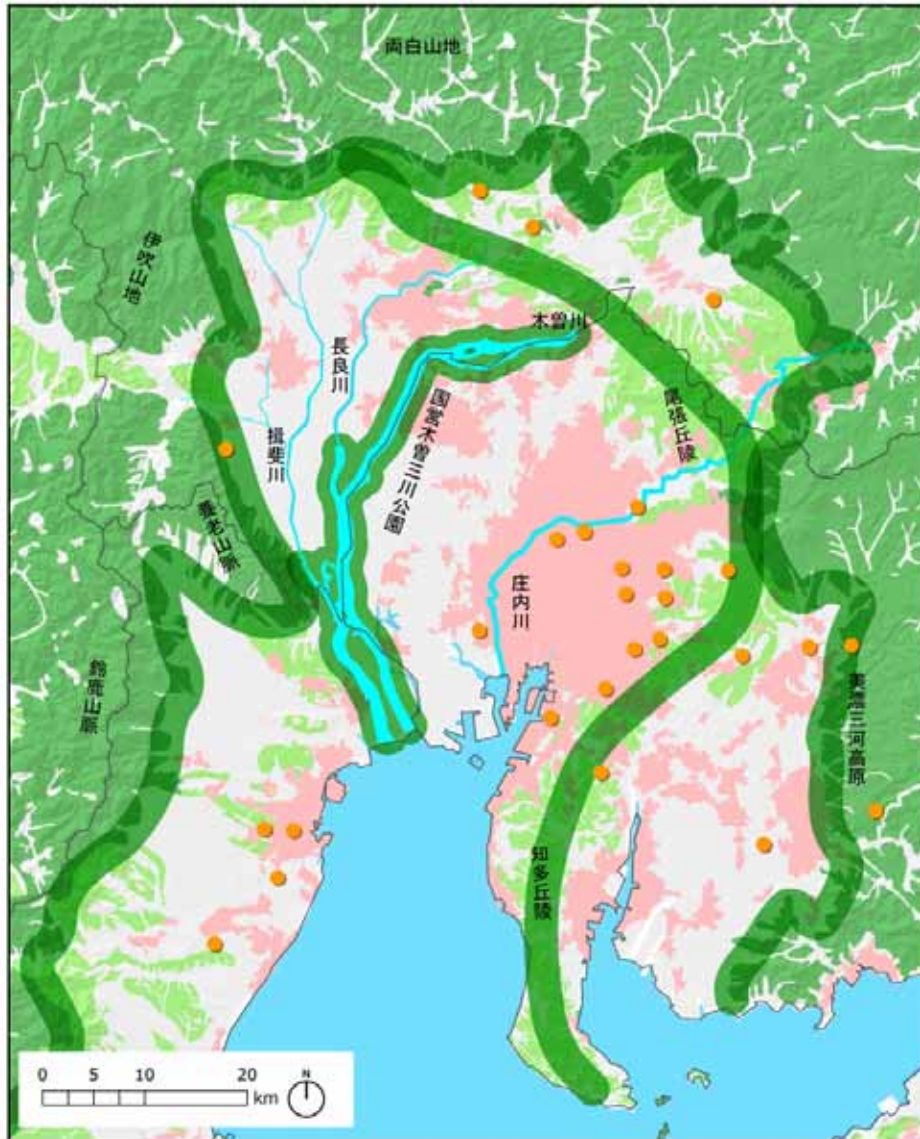 両白山地
伊吹山地
木曽川
長良川
国営木曽三川公園
尾張丘陵
揖斐川
養老山脈
庄内川
鈴鹿山脈
美濃三河高原
知多丘陵
0 5 10 20
km
N